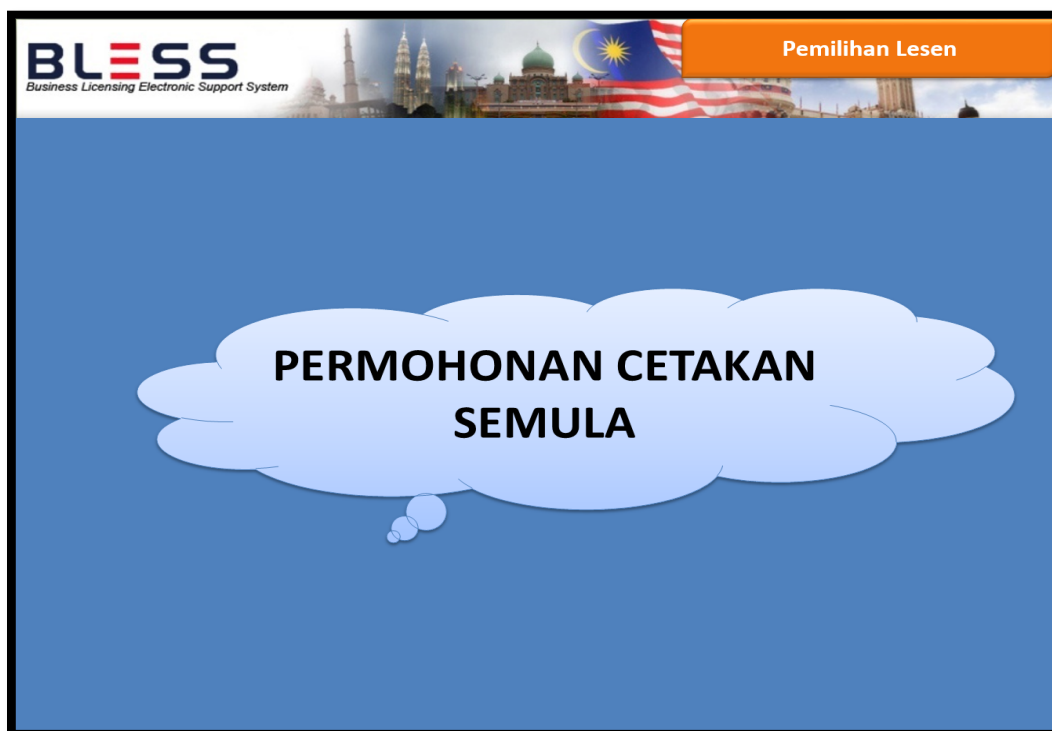 BLESS
Business Licensing Electronic Support System
Pemilihan Lesen
PERMOHONAN CETAKAN
SEMULA